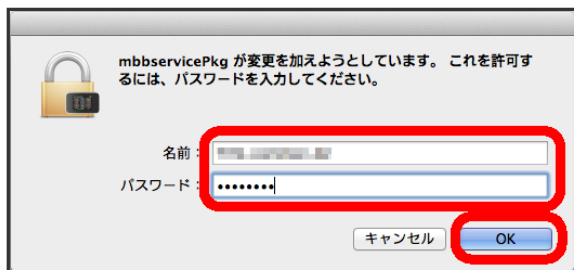 mbbservicePkg が変更を加えようとしています。 これを許可す
るには、パスワードを入力してください。
名前：
パスワード： ••••••••
キャンセル OK